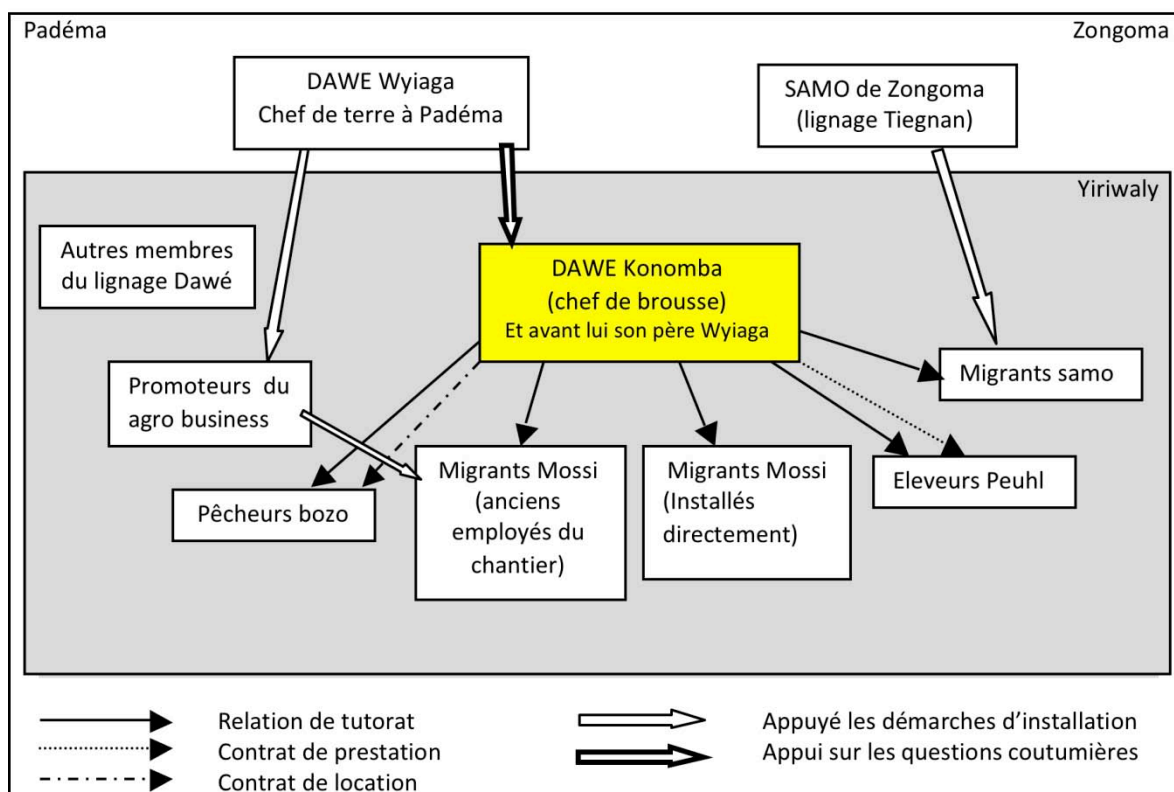 Padéma
Zongoma
DAWE Wyiaga
Chef de terre à Padéma
SAMO de Zongoma
(lignage Tiegnan)
Yiriwaly
Autres membres
du lignage Dawé
DAWE Konomba
(chef de brousse)
Et avant lui son père Wyiaga
Promoteurs du
agro business
Migrants samo
Pêcheurs bozo
Migrants Mossi
(anciens
employés du
chantier)
Migrants Mossi
(Installés
directement)
Eleveurs Peuhl
Relation de tutorat
Contrat de prestation
Contrat de location
Appuyé les démarches d'installation
Appui sur les questions coutumières